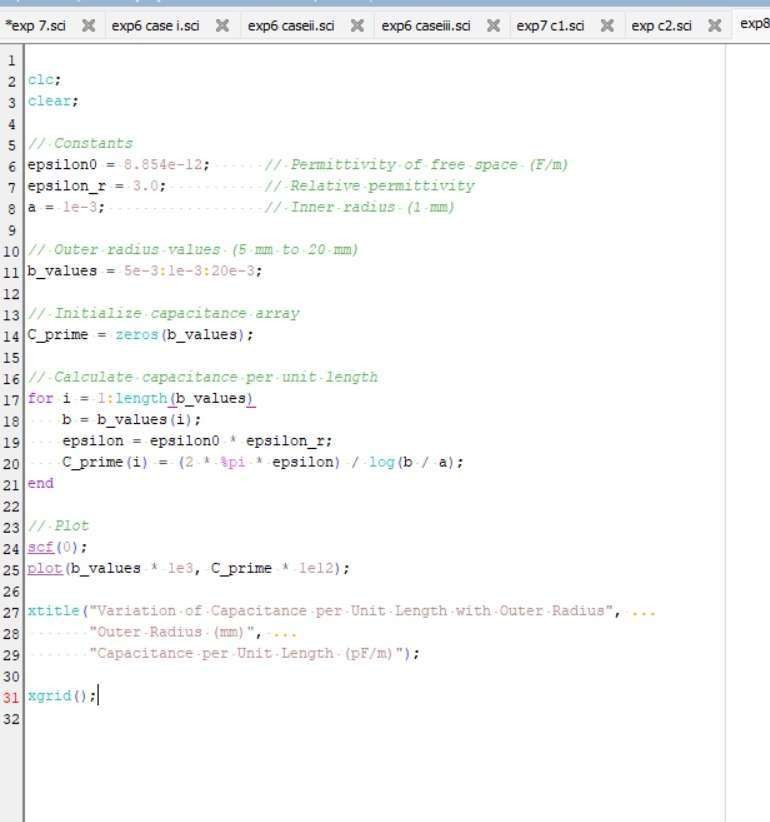 *exp 7.sci exp6 case i.sci exp6 caseii.sci exp6 caseiii.sci exp7 c1.sci exp c2.sci exp8
1
2 clc;
3 clear;
4
5 // Constants
6 epsilon0 = 8.854e-12; // Permittivity of free space (F/m)
7 epsilon_r = 3.0; // Relative permittivity
8 a = 1e-3; // Inner radius (1 mm)
9
10 // Outer radius values (5 mm to 20 mm)
11 b_values = 5e-3:1e-3:20e-3;
12
13 // Initialize capacitance array
14 C_prime = zeros(b_values);
15
16 // Calculate capacitance per unit length
17 for i = 1:length(b_values)
18 b = b_values(i);
19 epsilon = epsilon0 * epsilon_r;
20 C_prime(i) = (2 * %pi * epsilon) / log(b / a);
21 end
22
23 // Plot
24 scf(0);
25 plot(b_values * 1e3, C_prime * 1e12);
26
27 xtitle("Variation of Capacitance per Unit Length with Outer Radius", ...
28 "Outer Radius (mm)", ...
29 "Capacitance per Unit Length (pF/m)");
30
31 xgrid();
32